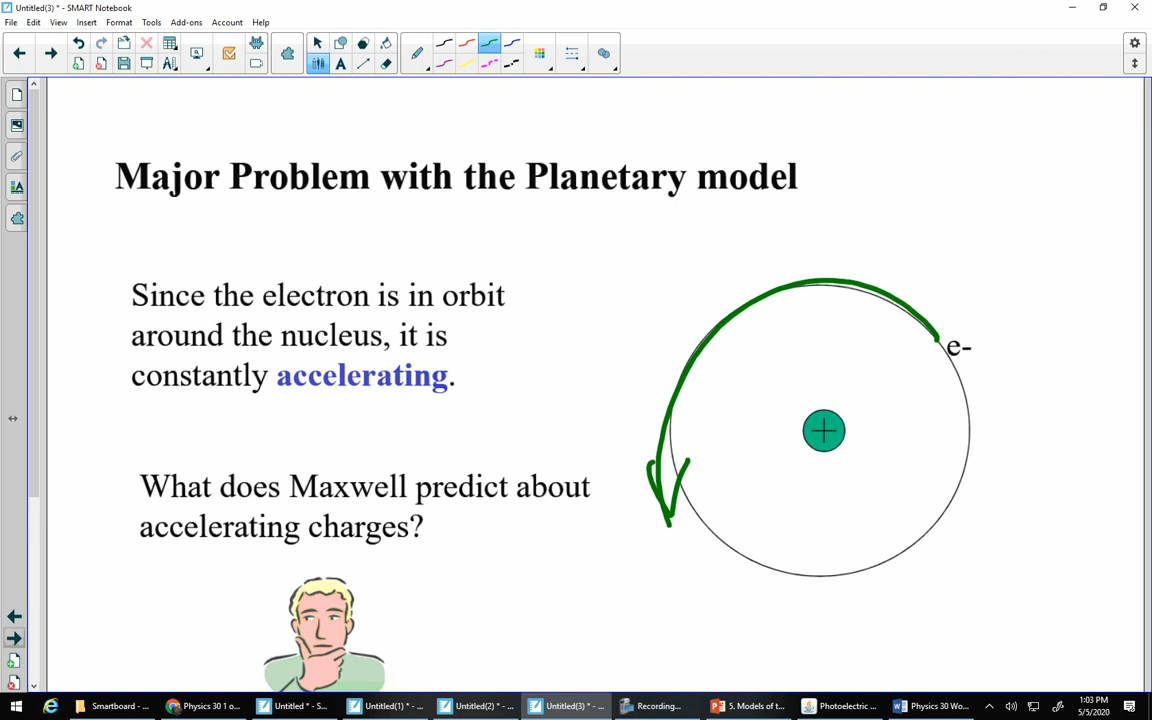 Untitled(3) * - SMART Notebook
File Edit View Insert Format Tools Add-ons Account Help
Major Problem with the Planetary model
Since the electron is in orbit
around the nucleus, it is
constantly accelerating.
e-
+
What does Maxwell predict about
accelerating charges?
Smartboard - ...
Physics 30 1 o...
Untitled * - S...
Untitled(1) * - ...
Untitled(2) * - ...
Untitled(3) * - ...
Recording...
5. Models of t...
Photoelectric ...
Physics 30 Wo...
1:03 PM
5/5/2020